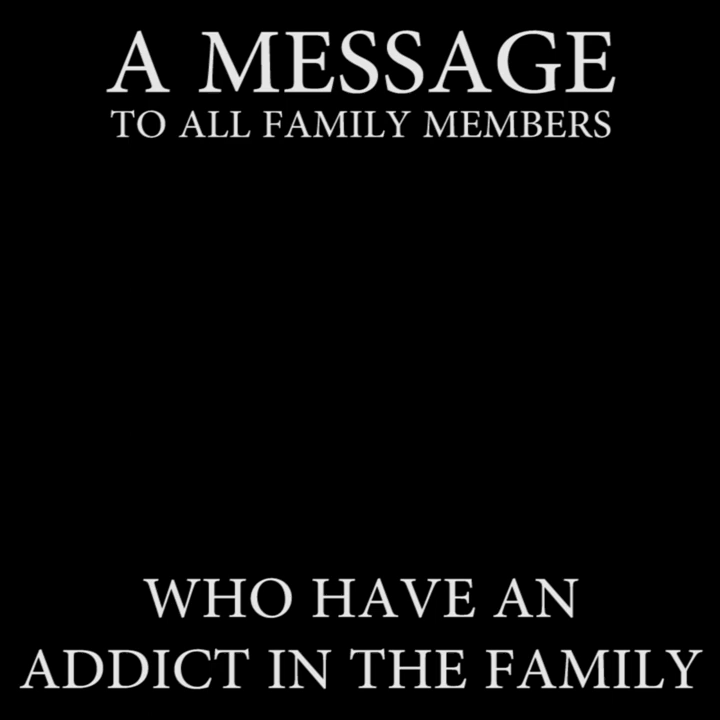 A MESSAGE
TO ALL FAMILY MEMBERS
WHO HAVE AN
ADDICT IN THE FAMILY